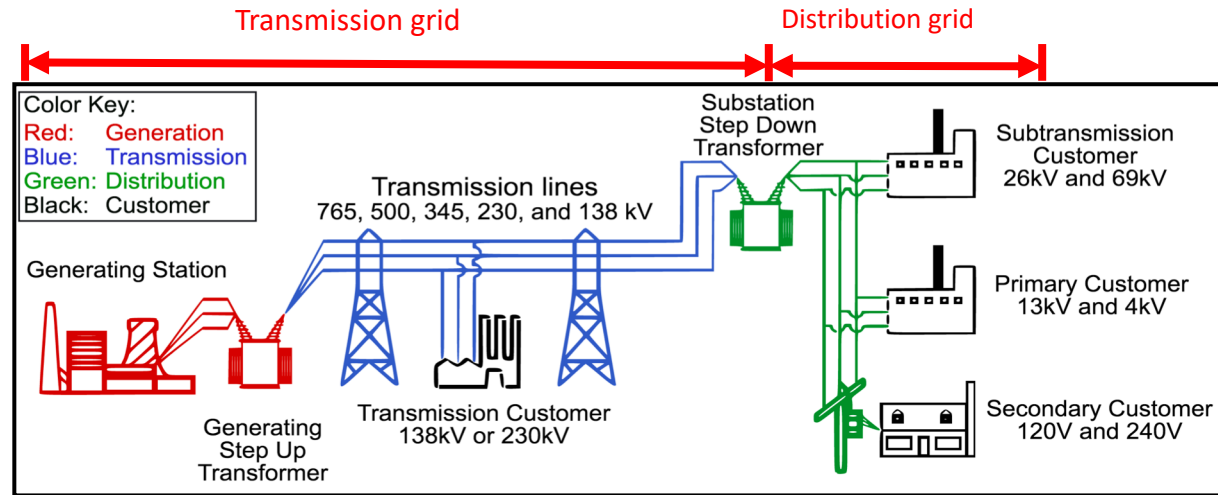 Transmission grid
Distribution grid
Color Key:
Red: Generation
Blue: Transmission
Green: Distribution
Black: Customer
Generating Station
Generating
Step Up
Transformer
Transmission lines
765, 500, 345, 230, and 138 kV
Transmission Customer
138kV or 230kV
Substation
Step Down
Transformer
Subtransmission
Customer
26kV and 69kV
Primary Customer
13kV and 4kV
Secondary Customer
120V and 240V